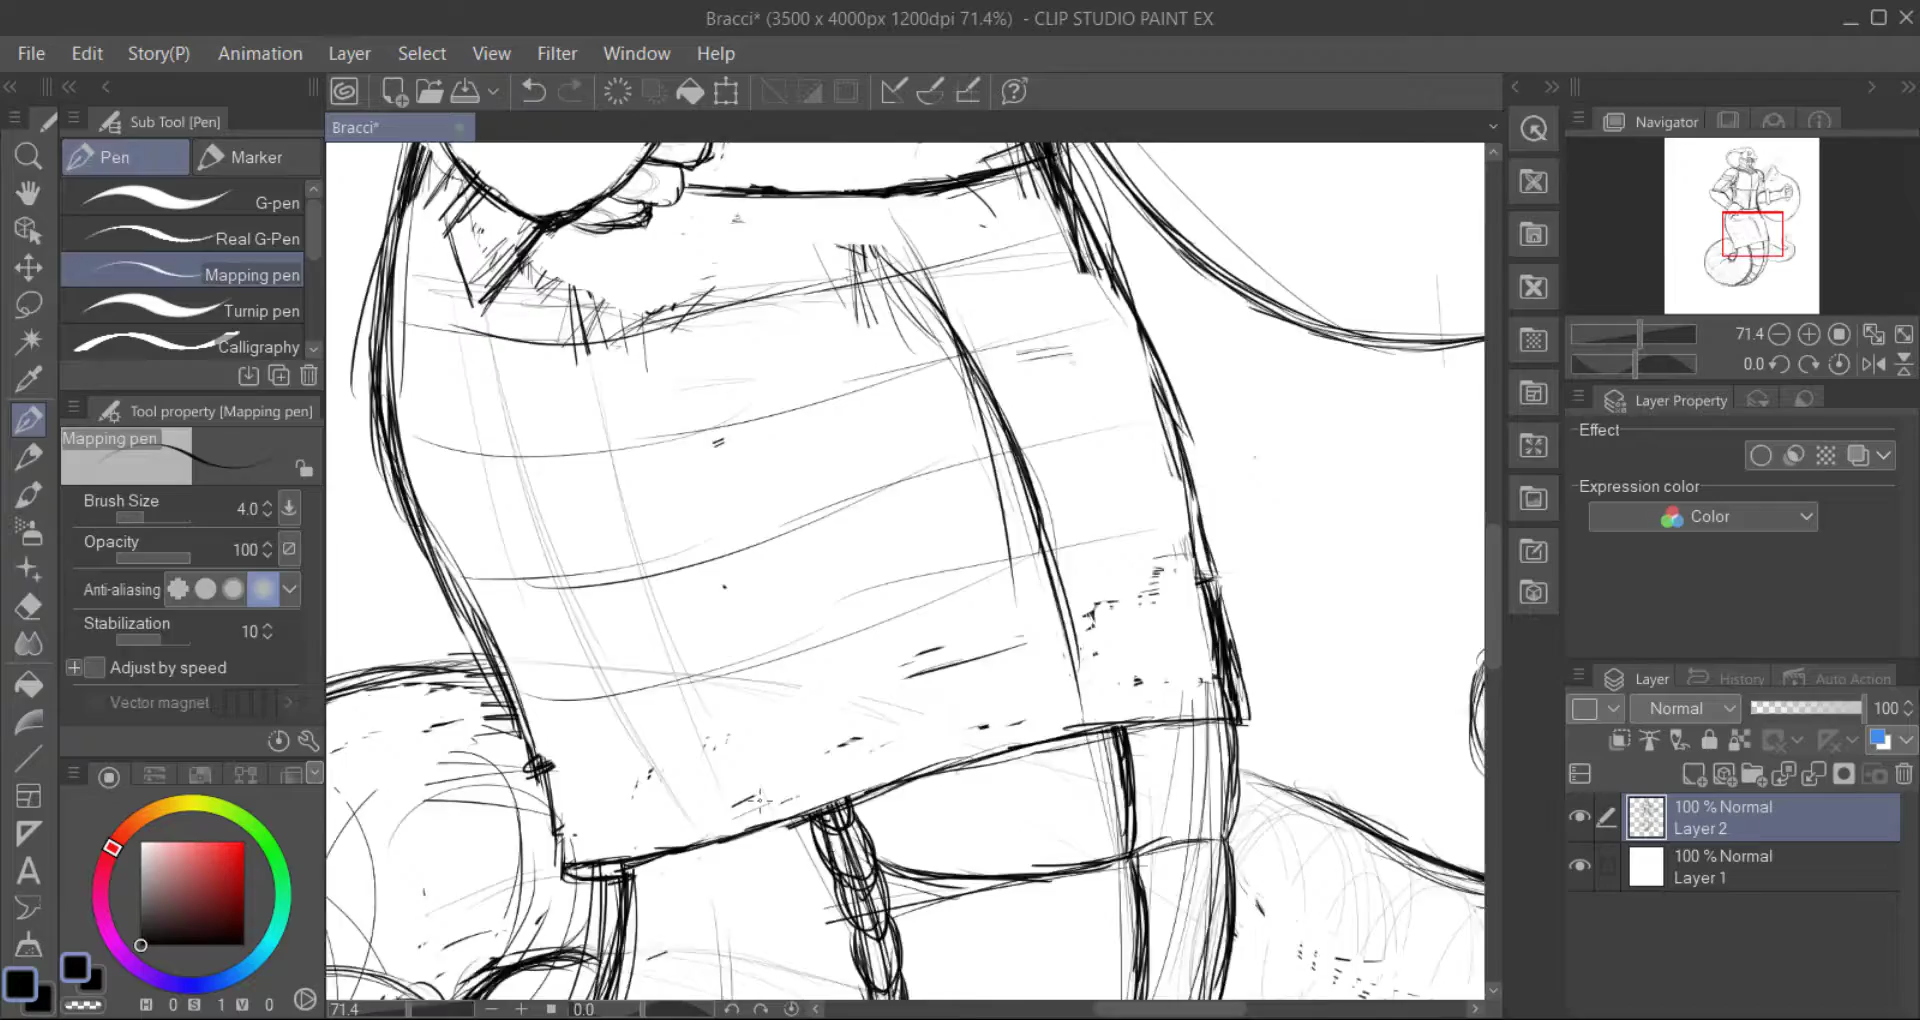 Bracci* (3500 x 4000px 1200dpi 71.4%)  - CLIP STUDIO PAINT EX
File Edit Story(P) Animation Layer Select View Filter Window Help
Sub Tool [Pen]
Bracci*
Navigator
Pen Marker
G-pen
Real G-Pen
Mapping pen
Turnip pen
Calligraphy
71.4
0.0
Tool property [Mapping pen]
Layer Property
Mapping pen
Effect
Expression color
Color
Brush Size 4.0
Opacity 100
Anti-aliasing
Stabilization 10
Adjust by speed
Vector magnet
Layer History Auto Action
Normal 100
100 % Normal
Layer 2
100 % Normal
Layer 1
H 0 S 1 V 0
71.4 0.0